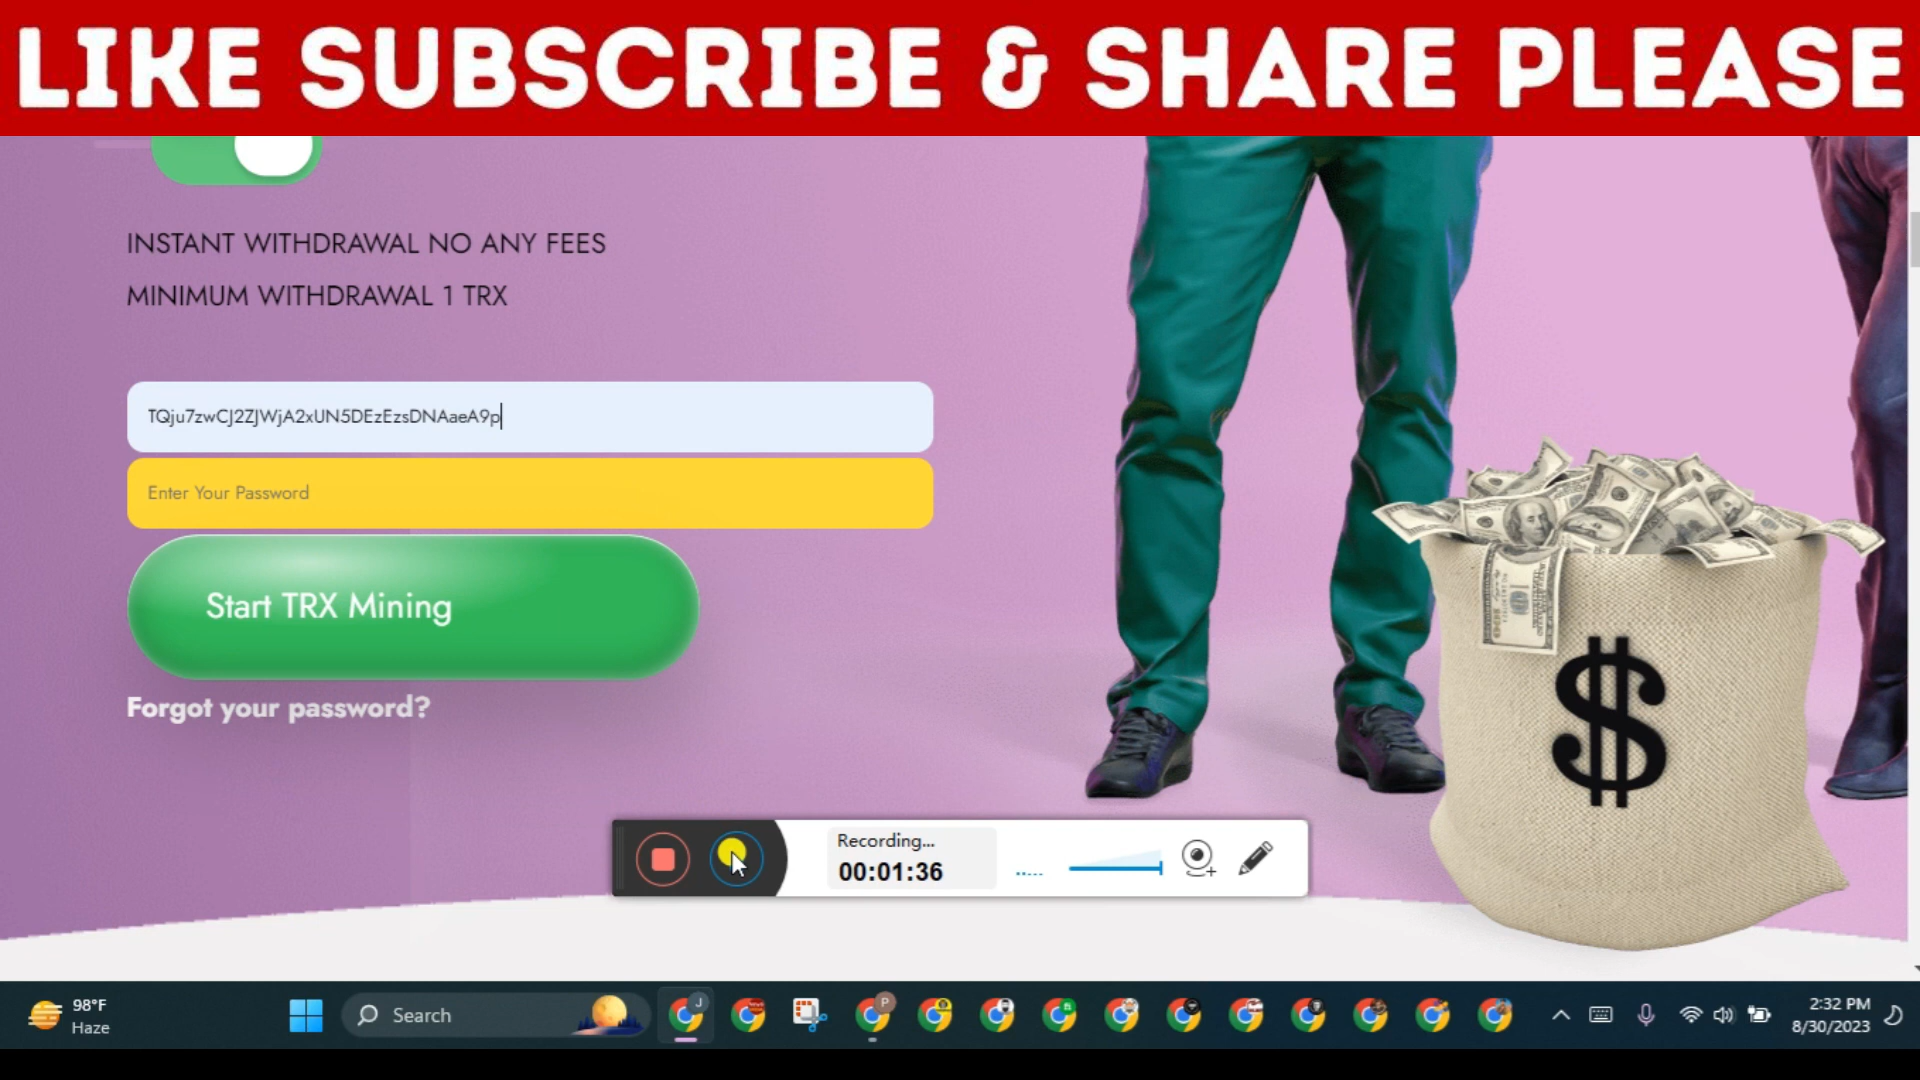 LIKE SUBSCRIBE & SHARE PLEASE
INSTANT WITHDRAWAL NO ANY FEES
MINIMUM WITHDRAWAL 1 TRX
TQju7zwCJ2ZJWjA2xUN5DEzEzsDNAaeA9p
Enter Your Password
Start TRX Mining
Forgot your password?
$
Recording...
00:01:36
98°F
Haze
Search
J
P
2:32 PM
8/30/2023